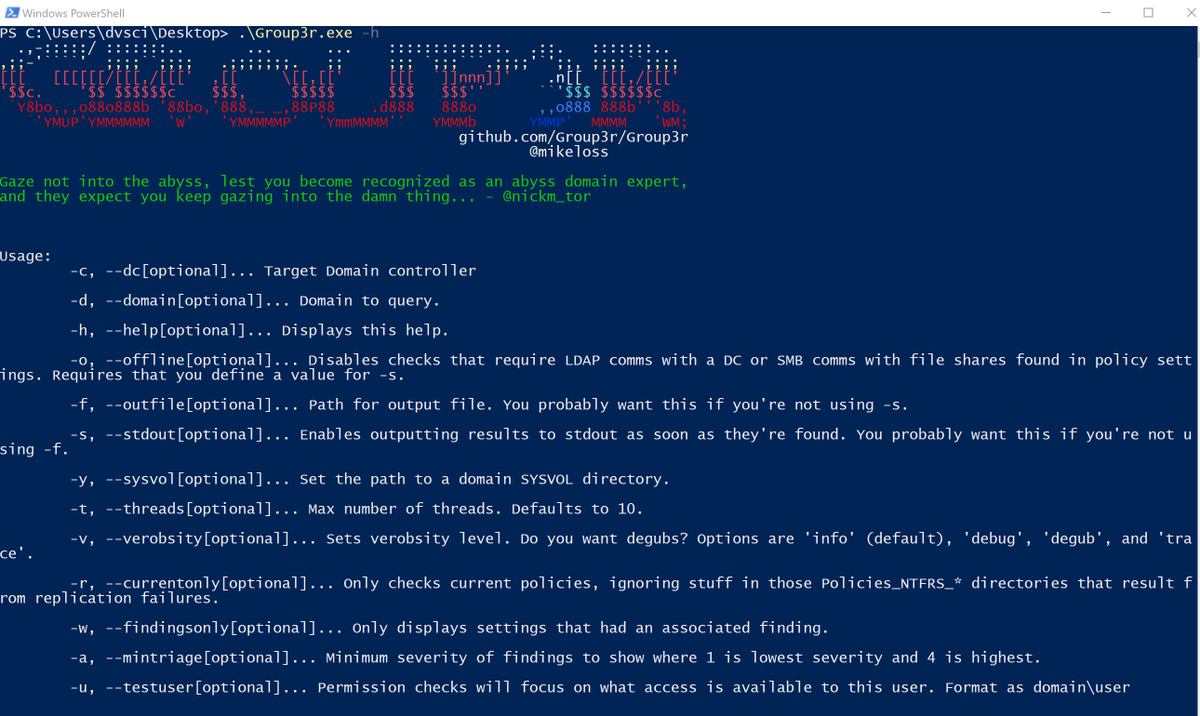 Windows PowerShell
PS C:\Users\dvsci\Desktop> .\Group3r.exe -h
github.com/Group3r/Group3r
@mikeloss
Gaze not into the abyss, lest you become recognized as an abyss domain expert,
and they expect you keep gazing into the damn thing... - @nickm_tor
Usage:
-c, --dc[optional]... Target Domain controller
-d, --domain[optional]... Domain to query.
-h, --help[optional]... Displays this help.
-o, --offline[optional]... Disables checks that require LDAP comms with a DC or SMB comms with file shares found in policy sett
ings. Requires that you define a value for -s.
-f, --outfile[optional]... Path for output file. You probably want this if you're not using -s.
-s, --stdout[optional]... Enables outputting results to stdout as soon as they're found. You probably want this if you're not u
sing -f.
-y, --sysvol[optional]... Set the path to a domain SYSVOL directory.
-t, --threads[optional]... Max number of threads. Defaults to 10.
-v, --verobsity[optional]... Sets verobsity level. Do you want degubs? Options are 'info' (default), 'debug', 'degub', and 'tra
ce'.
-r, --currentonly[optional]... Only checks current policies, ignoring stuff in those Policies_NTFRS_* directories that result f
rom replication failures.
-w, --findingsonly[optional]... Only displays settings that had an associated finding.
-a, --mintriage[optional]... Minimum severity of findings to show where 1 is lowest severity and 4 is highest.
-u, --testuser[optional]... Permission checks will focus on what access is available to this user. Format as domain\user